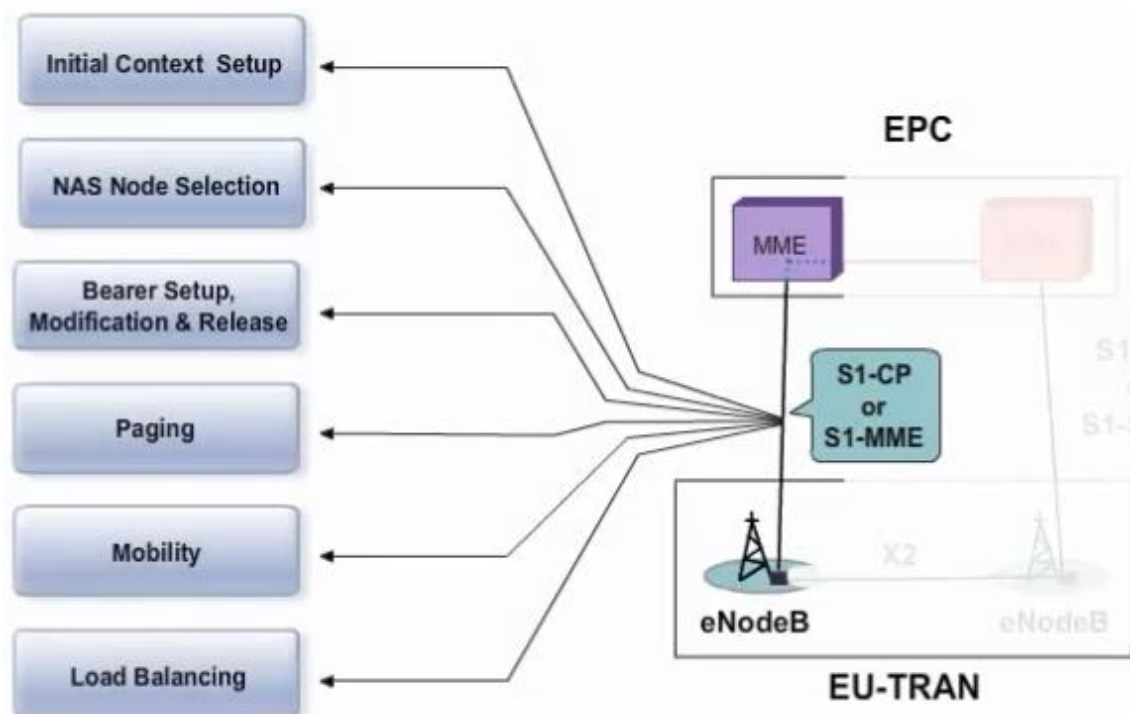 Initial Context Setup
NAS Node Selection
Bearer Setup,
Modification & Release
Paging
Mobility
Load Balancing
EPC
MME
S1-CP
or
S1-MME
X2
eNodeB
eNodeB
EU-TRAN